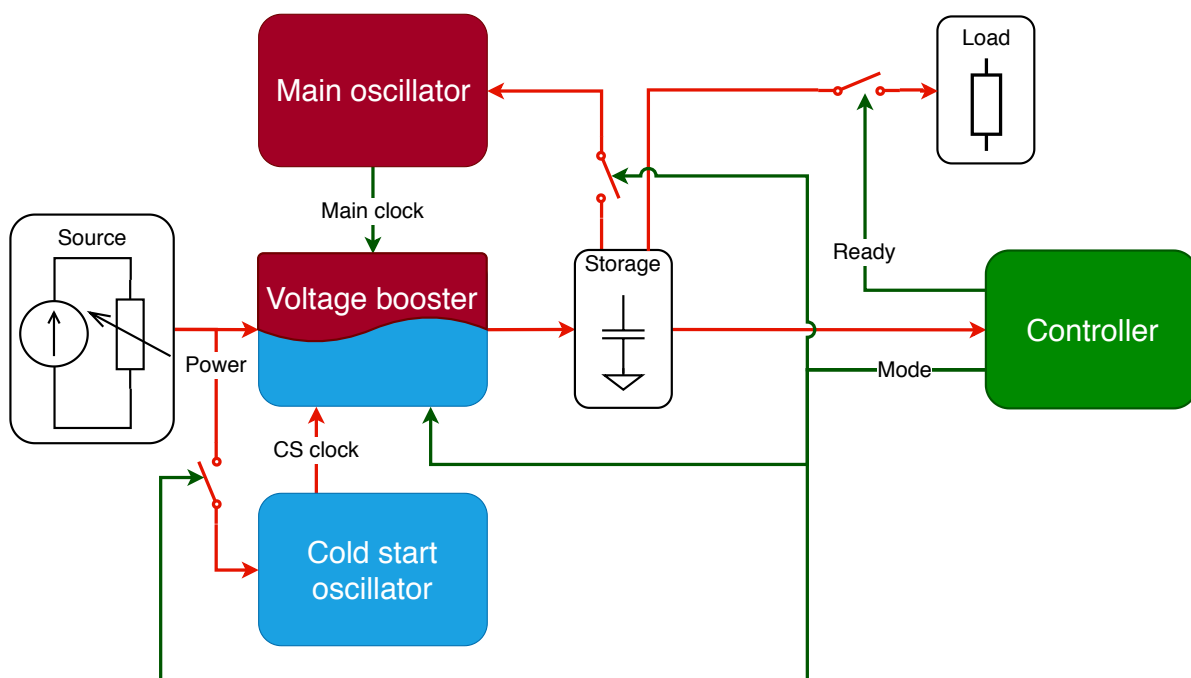 Load
Main oscillator
Main clock
Source
Storage
Ready
Voltage booster
Controller
Power
Mode
CS clock
Cold start
oscillator